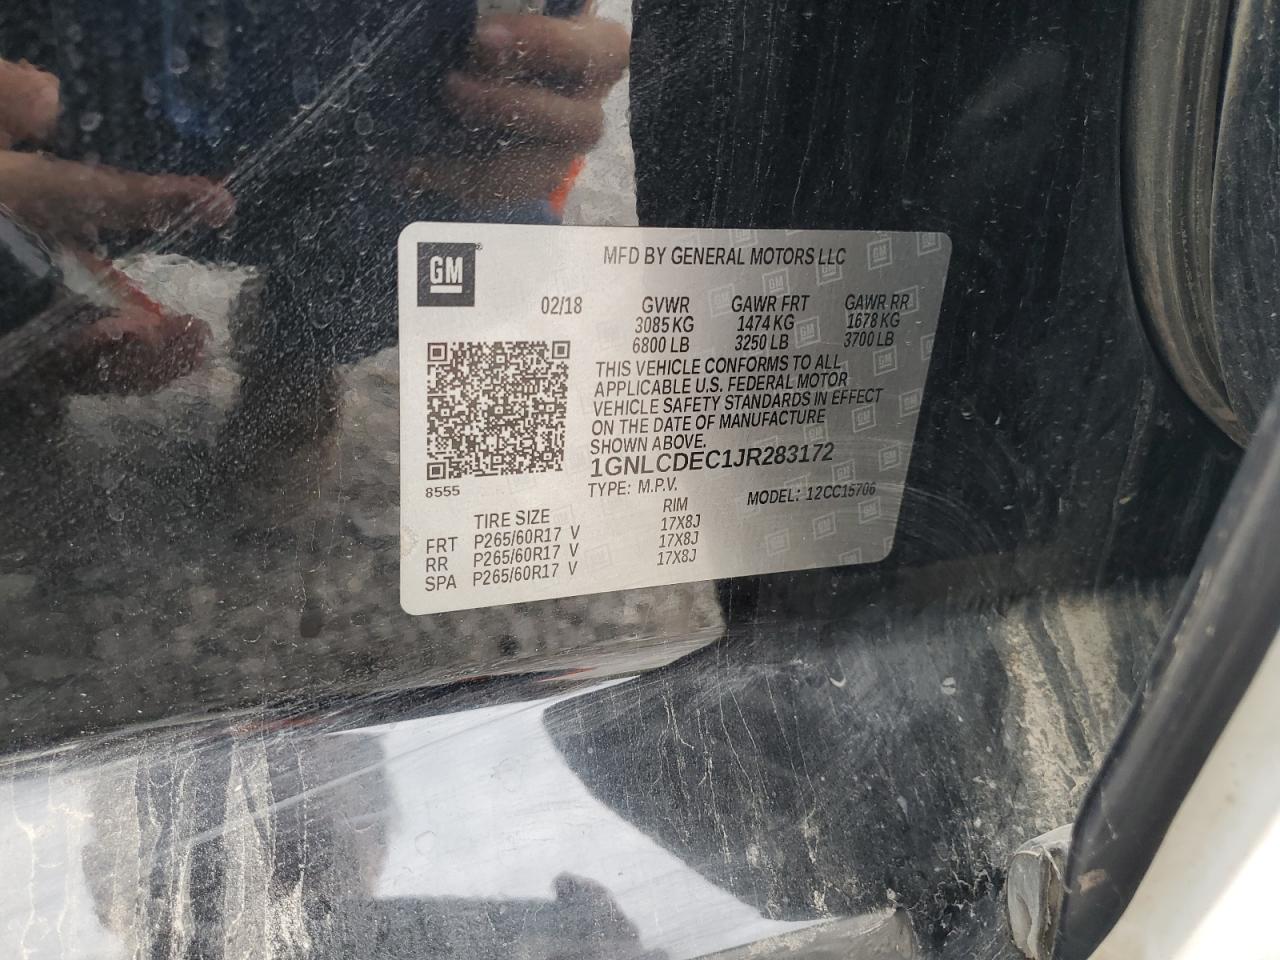 GM
MFD BY GENERAL MOTORS LLC
02/18 GVWR GAWR FRT GAWR RR
3085 KG 1474 KG 1678 KG
6800 LB 3250 LB 3700 LB
THIS VEHICLE CONFORMS TO ALL
APPLICABLE U.S. FEDERAL MOTOR
VEHICLE SAFETY STANDARDS IN EFFECT
ON THE DATE OF MANUFACTURE
SHOWN ABOVE.
1GNLCDEC1JR283172
8555 TYPE: M.P.V. MODEL: 12CC15706
TIRE SIZE RIM
FRT P265/60R17 V 17X8J
RR P265/60R17 V 17X8J
SPA P265/60R17 V 17X8J